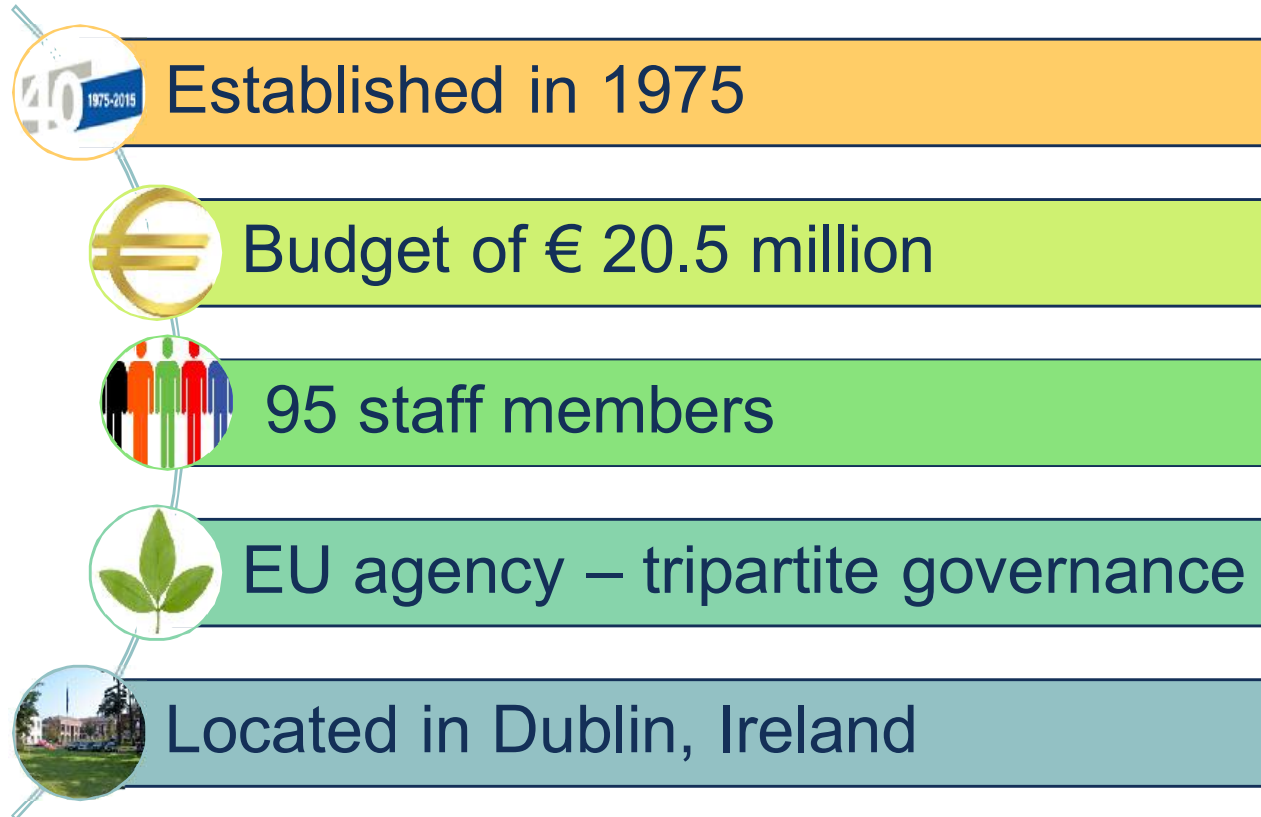 40 1975-2015
Established in 1975
Budget of € 20.5 million
95 staff members
EU agency – tripartite governance
Located in Dublin, Ireland